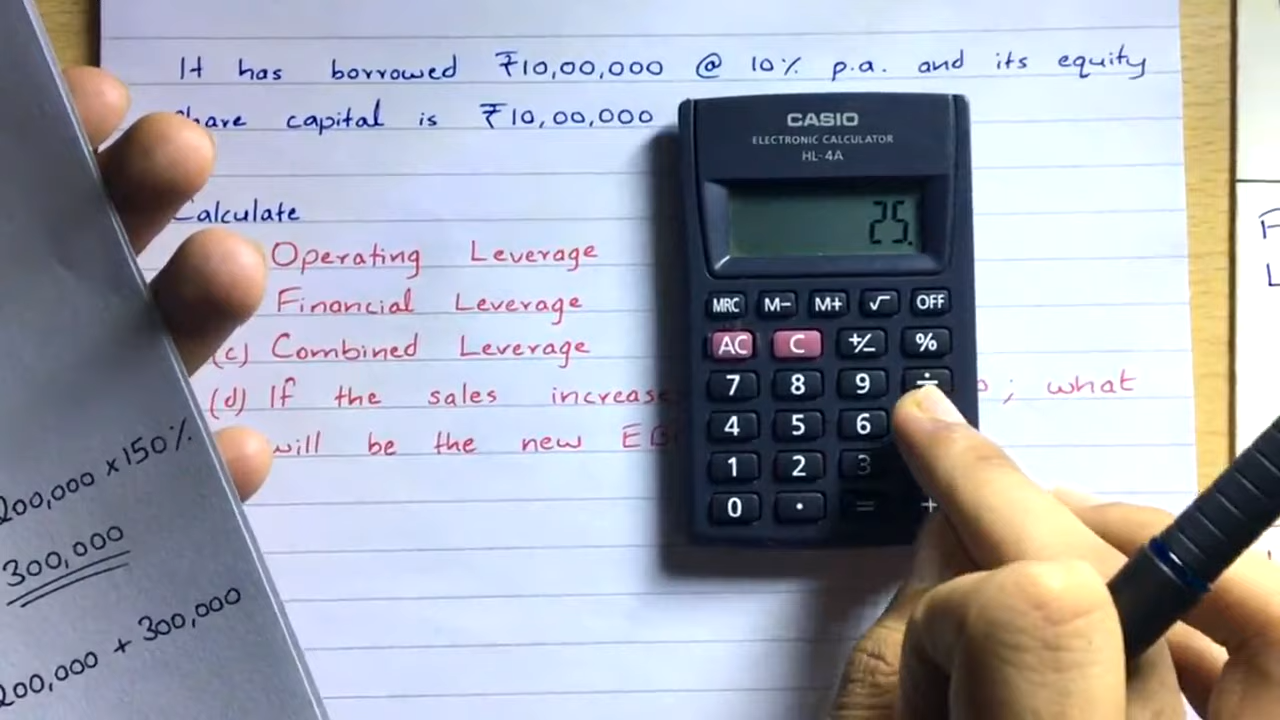 It has borrowed ₹10,00,000 @ 10% p.a. and its equity
share capital is ₹10,00,000
Calculate
Operating Leverage
Financial Leverage
(c) Combined Leverage
(d) If the sales increase ; what
will be the new
CASIO
ELECTRONIC CALCULATOR
HL-4A
25.
MRC M− M+ √ OFF
AC C +/− %
7 8 9 ÷
4 5 6
1 2 3
0 • = +
200,000 ×150%
300,000
200,000 + 300,000